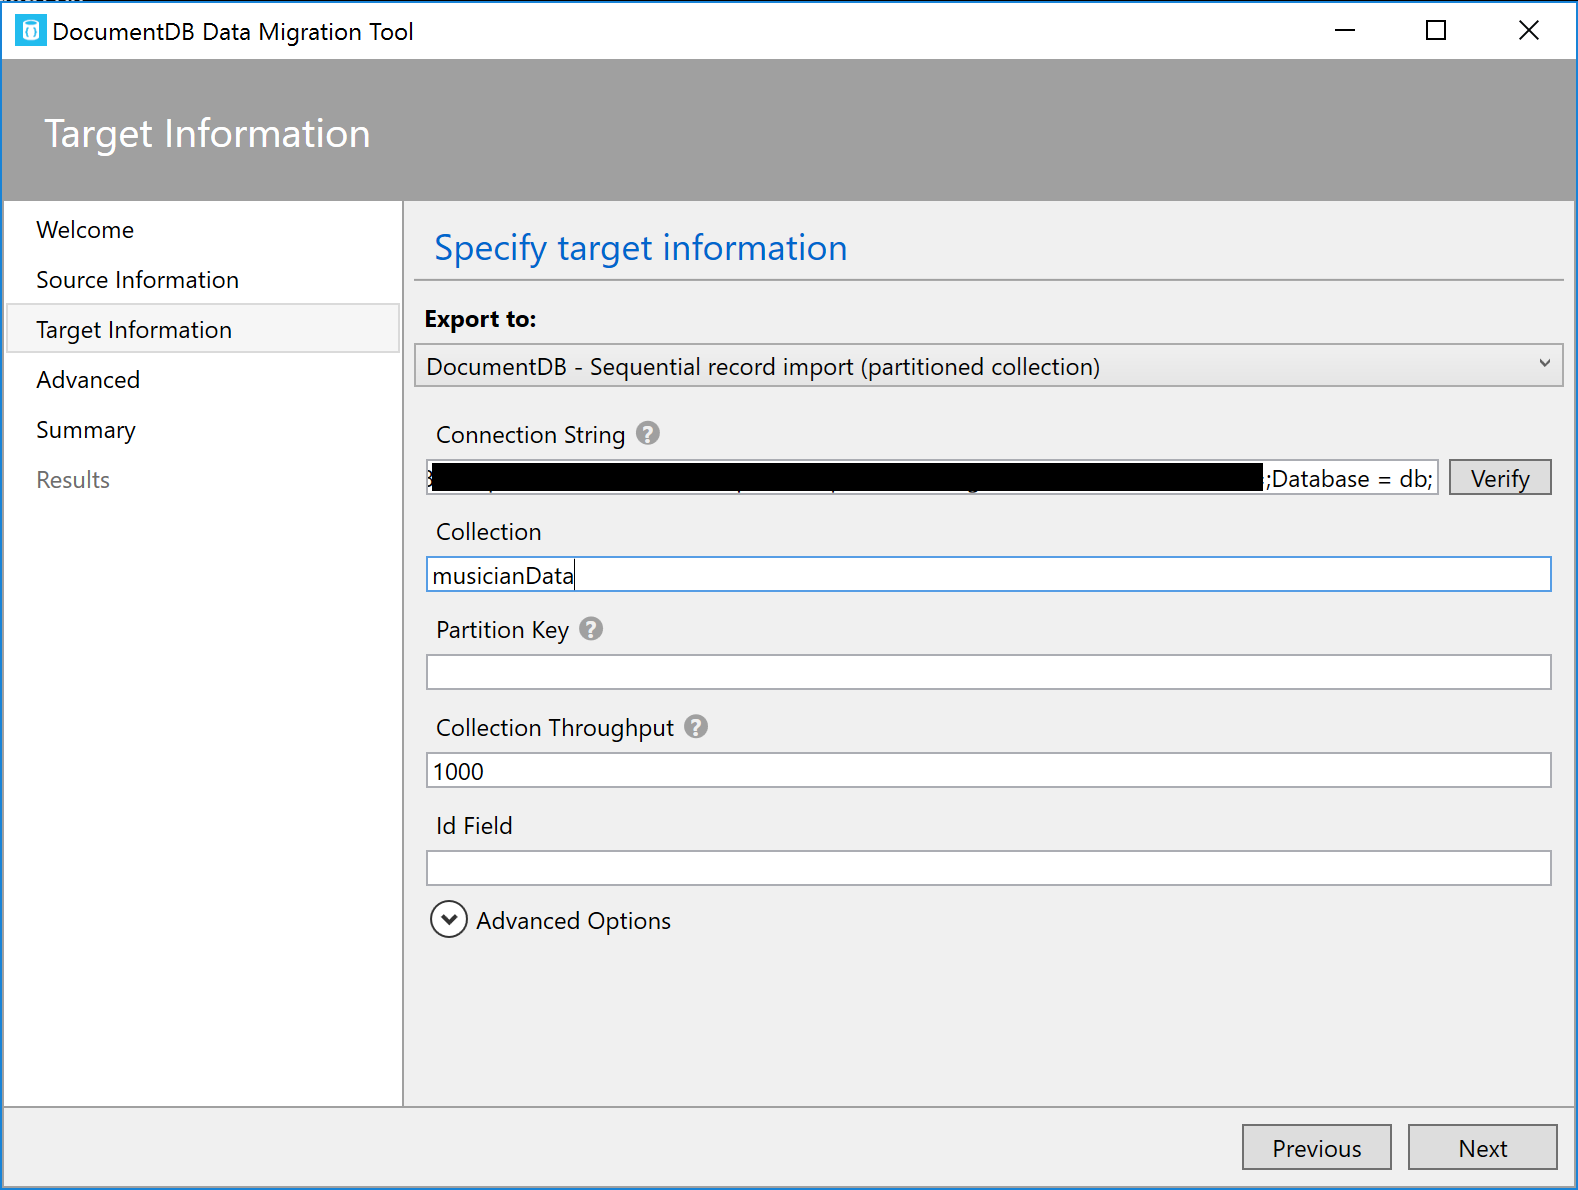 DocumentDB Data Migration Tool
Target Information
Welcome
Source Information
Target Information
Advanced
Summary
Results
Specify target information
Export to:
DocumentDB - Sequential record import (partitioned collection)
Connection String ?
;Database = db;
Verify
Collection
musicianData
Partition Key ?
Collection Throughput ?
1000
Id Field
Advanced Options
Previous
Next